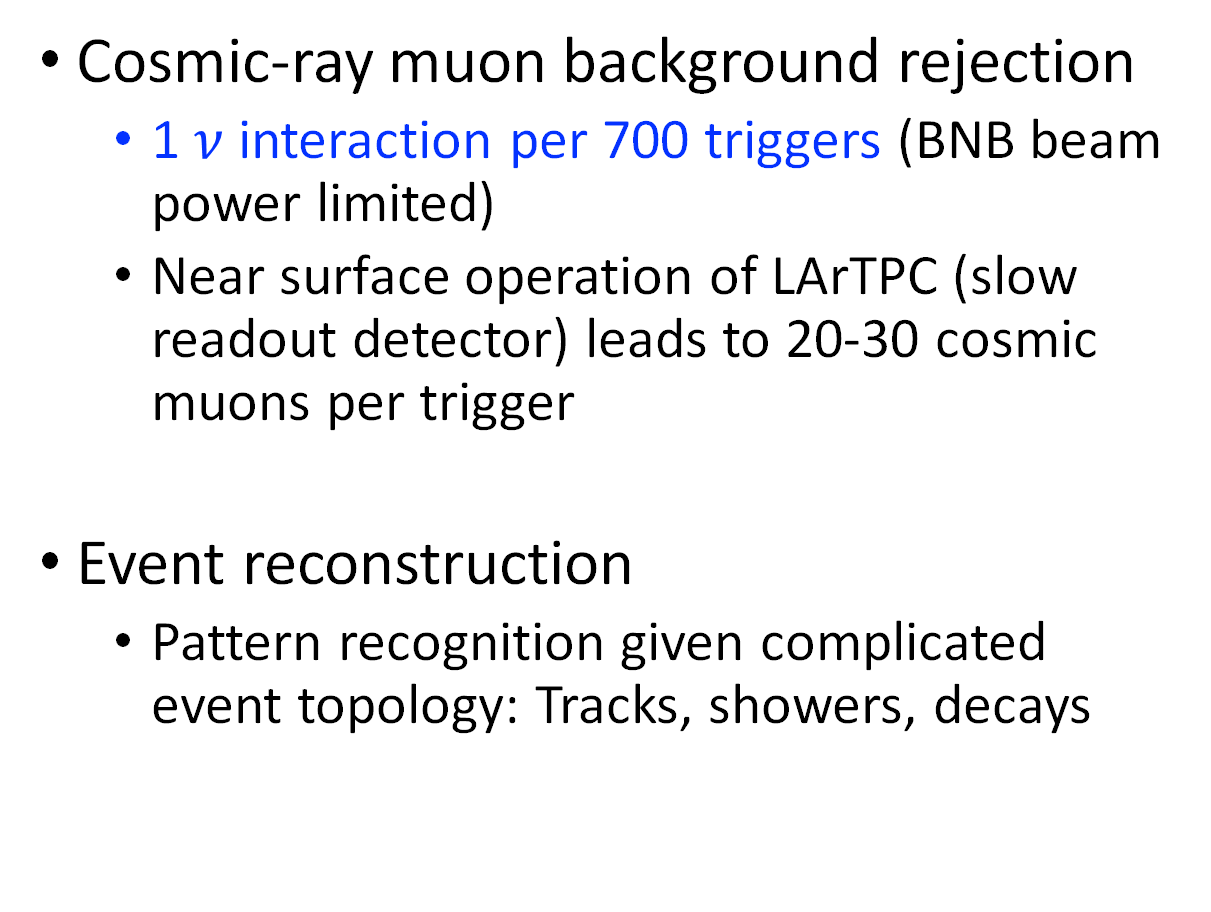 • Cosmic-ray muon background rejection
• 1 𝜈 interaction per 700 triggers (BNB beam
power limited)
• Near surface operation of LArTPC (slow
readout detector) leads to 20-30 cosmic
muons per trigger
• Event reconstruction
• Pattern recognition given complicated
event topology: Tracks, showers, decays